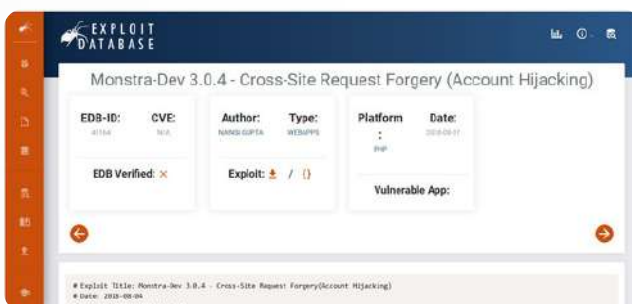 EXPLOIT
DATABASE
Monstra-Dev 3.0.4 - Cross-Site Request Forgery (Account Hijacking)
EDB-ID:
CVE:
N/A
EDB Verified: ×
Author:
NANSI GUPTA
Type:
WEBAPPS
Exploit: / {}
Platform
:
PHP
Date:
Vulnerable App:
# Exploit Title: Monstra-Dev 3.0.4 - Cross-Site Request Forgery(Account Hijacking)
# Date: 2018-08-04